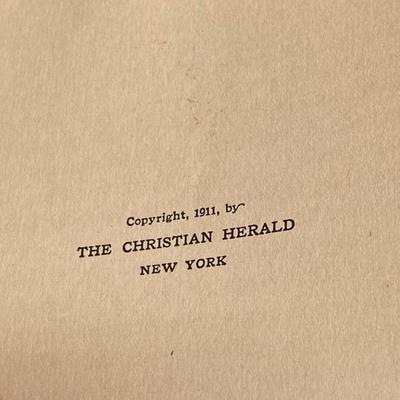 Copyright, 1911, by
THE CHRISTIAN HERALD
NEW YORK